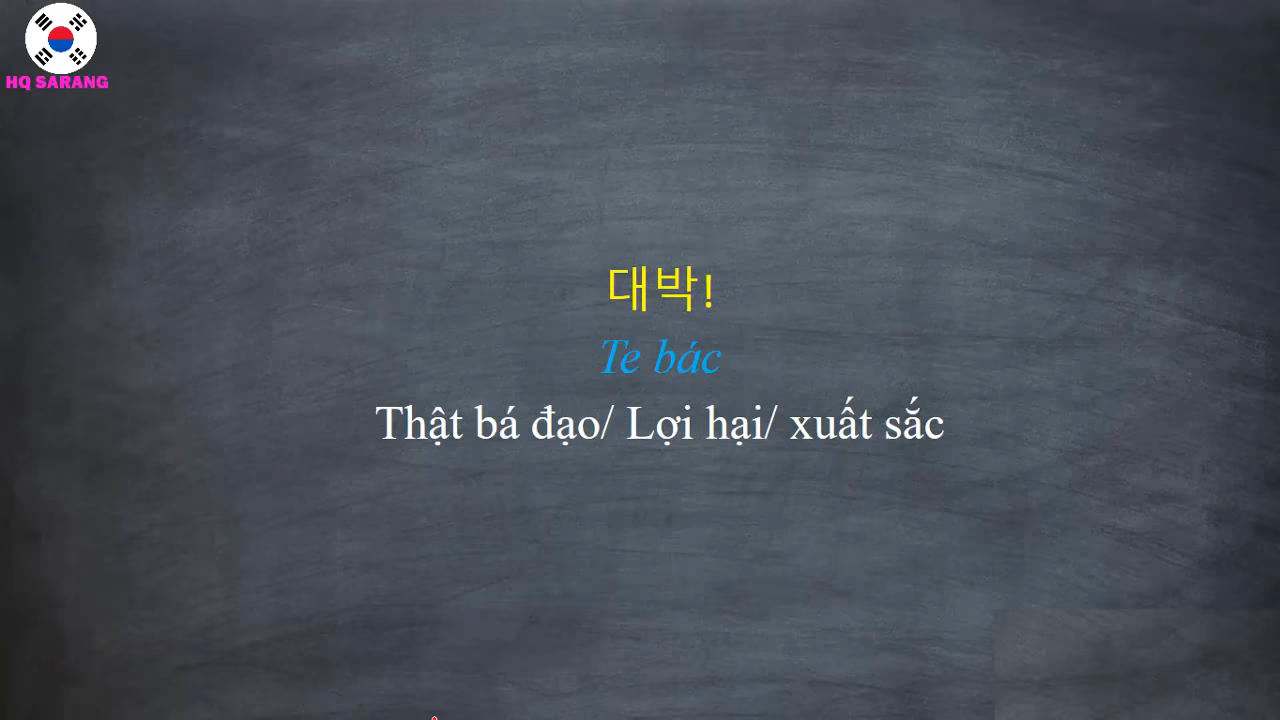 HQ SARANG
대박!
Te bác
Thật bá đạo/ Lợi hại/ xuất sắc